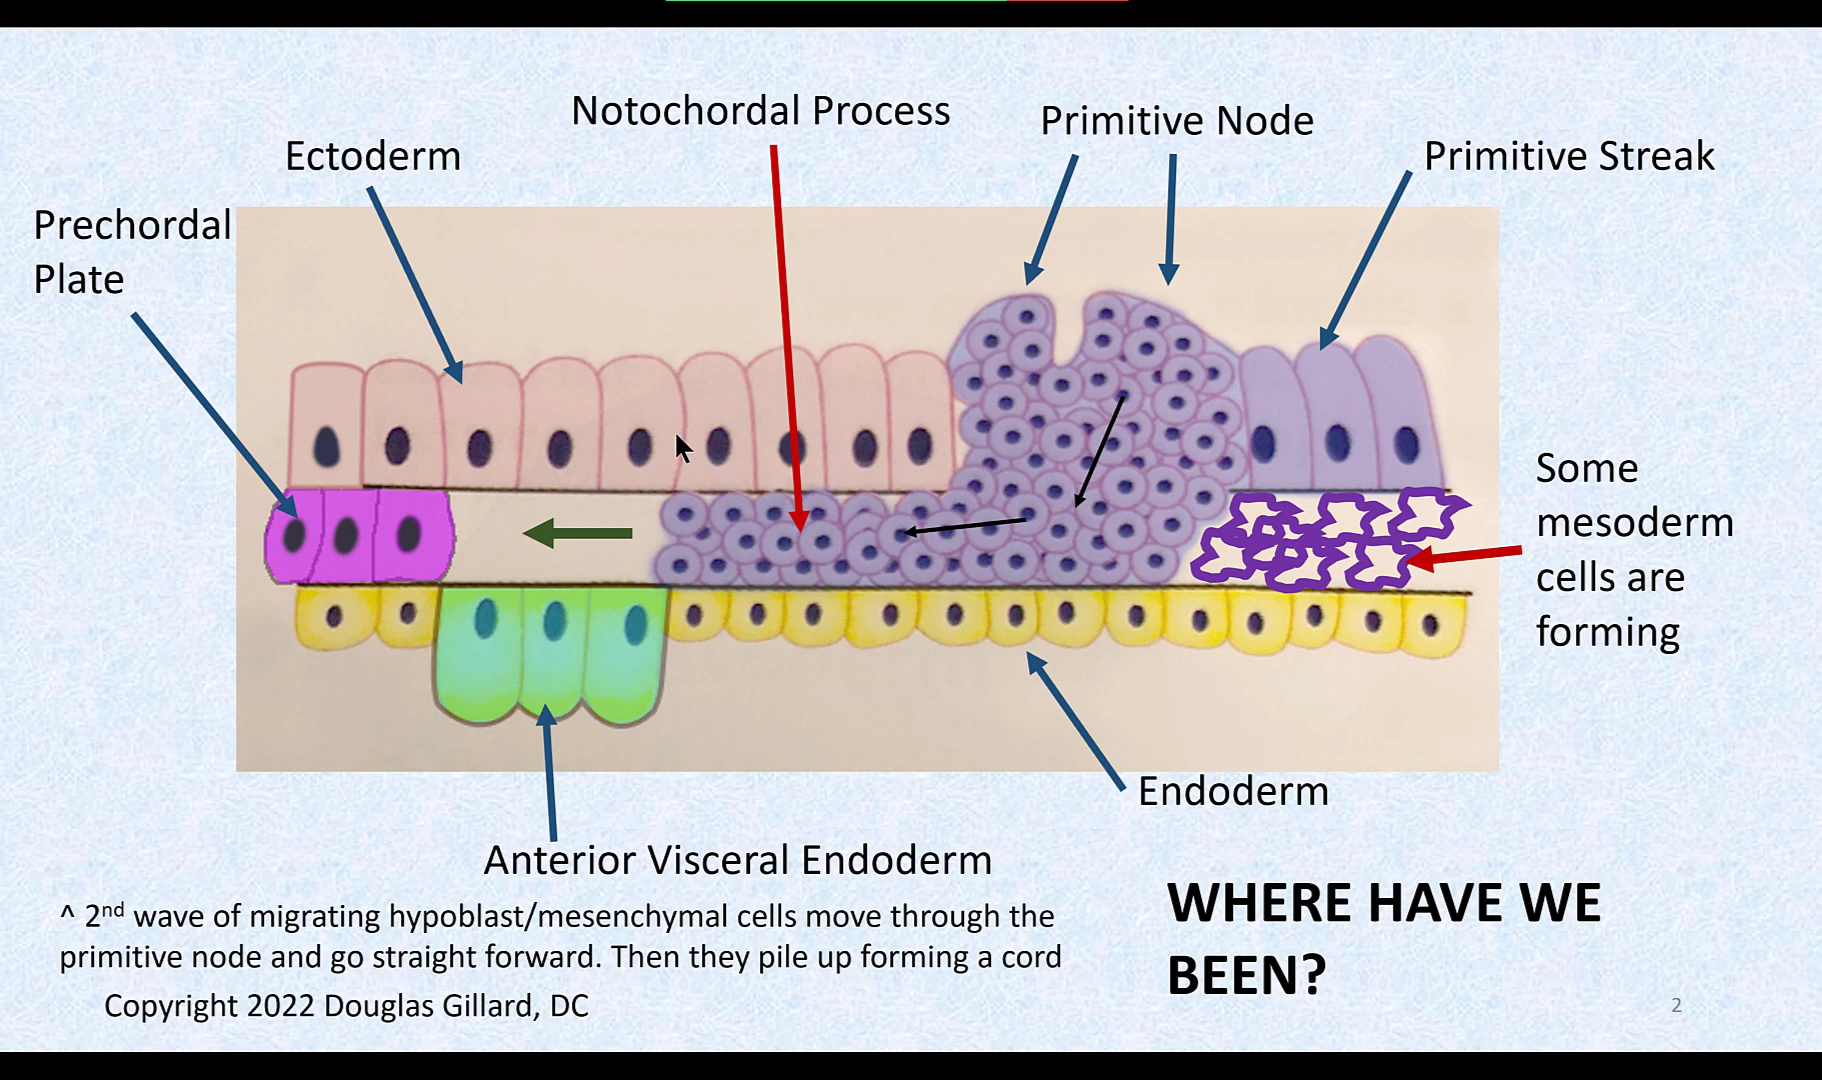 Notochordal Process
Primitive Node
Ectoderm
Primitive Streak
Prechordal
Plate
Some
mesoderm
cells are
forming
Endoderm
Anterior Visceral Endoderm
^ 2nd wave of migrating hypoblast/mesenchymal cells move through the
primitive node and go straight forward. Then they pile up forming a cord
WHERE HAVE WE
BEEN?
Copyright 2022 Douglas Gillard, DC
2